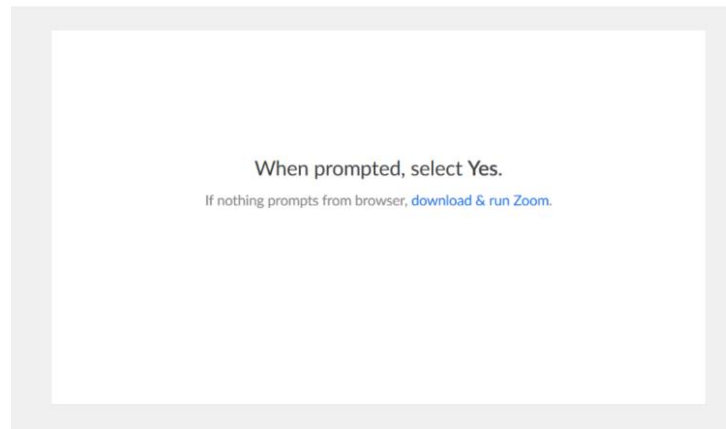 When prompted, select Yes.
If nothing prompts from browser, download & run Zoom.